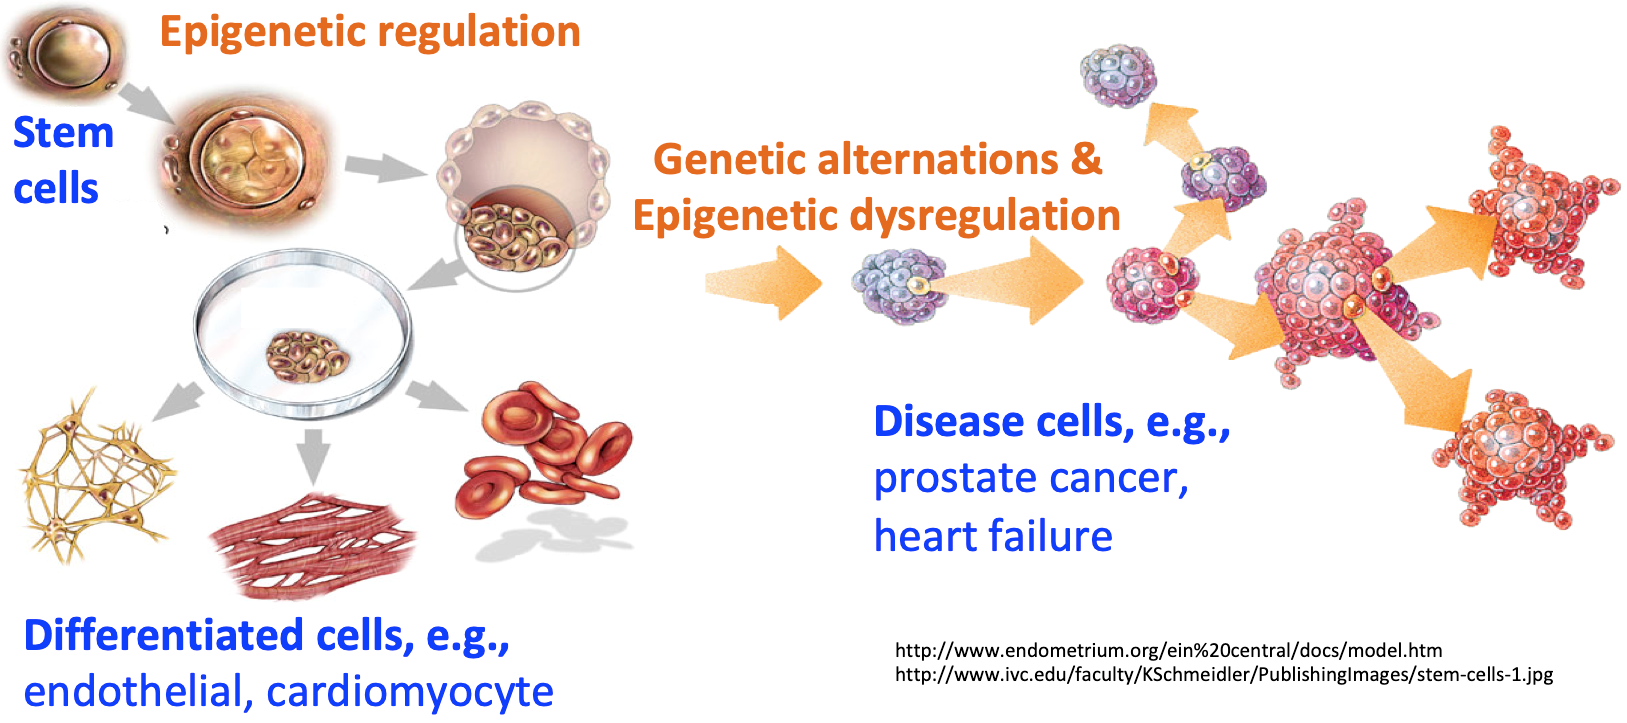 Epigenetic regulation
Stem
cells
Genetic alternations &
Epigenetic dysregulation
Disease cells, e.g.,
prostate cancer,
heart failure
Differentiated cells, e.g.,
endothelial, cardiomyocyte
http://www.endometrium.org/ein%20central/docs/model.htm
http://www.ivc.edu/faculty/KSchmeidler/PublishingImages/stem-cells-1.jpg